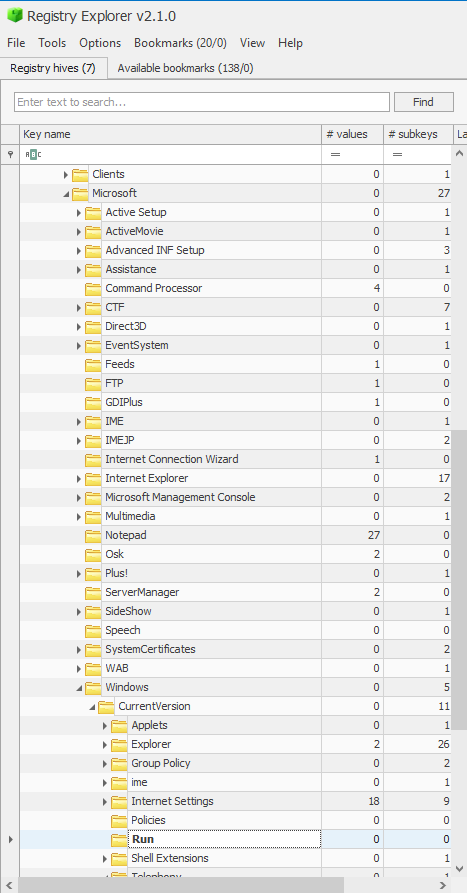 Registry Explorer v2.1.0
File Tools Options Bookmarks (20/0) View Help
Registry hives (7) Available bookmarks (138/0)
Enter text to search... Find
Key name # values # subkeys La
ABC = =
Clients 0 1
Microsoft 0 27
Active Setup 0 1
ActiveMovie 0 1
Advanced INF Setup 0 3
Assistance 0 1
Command Processor 4 0
CTF 0 7
Direct3D 0 1
EventSystem 0 1
Feeds 1 0
FTP 1 0
GDIPlus 1 0
IME 0 1
IMEJP 0 2
Internet Connection Wizard 1 0
Internet Explorer 0 17
Microsoft Management Console 0 2
Multimedia 0 1
Notepad 27 0
Osk 2 0
Plus! 0 1
ServerManager 2 0
SideShow 0 1
Speech 0 0
SystemCertificates 0 2
WAB 0 1
Windows 0 5
CurrentVersion 0 11
Applets 0 1
Explorer 2 26
Group Policy 0 2
ime 0 1
Internet Settings 18 9
Policies 0 0
Run 0 0
Shell Extensions 0 1
Telephony